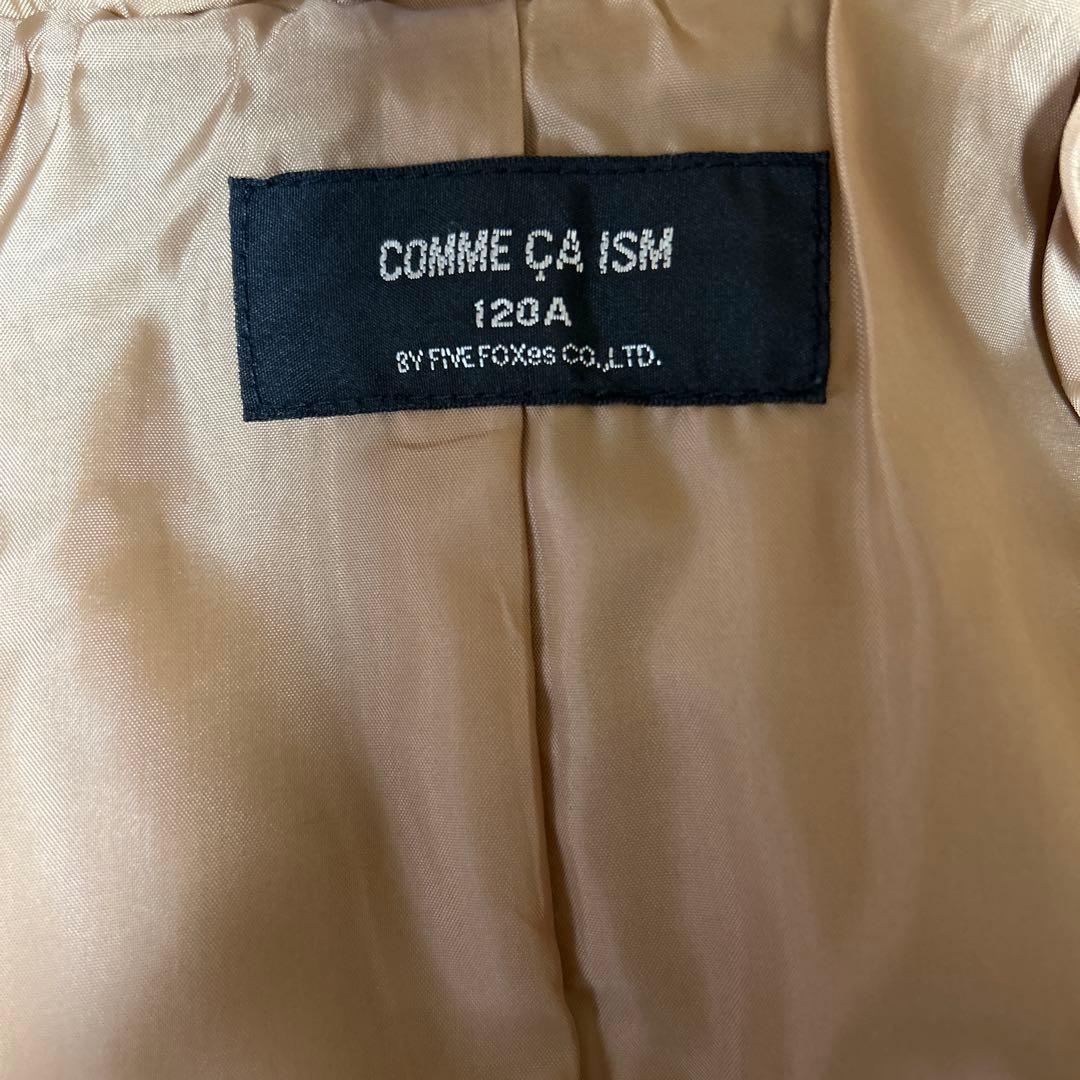 COMME ÇA ISM
120A
BY FIVE FOXes CO.,LTD.